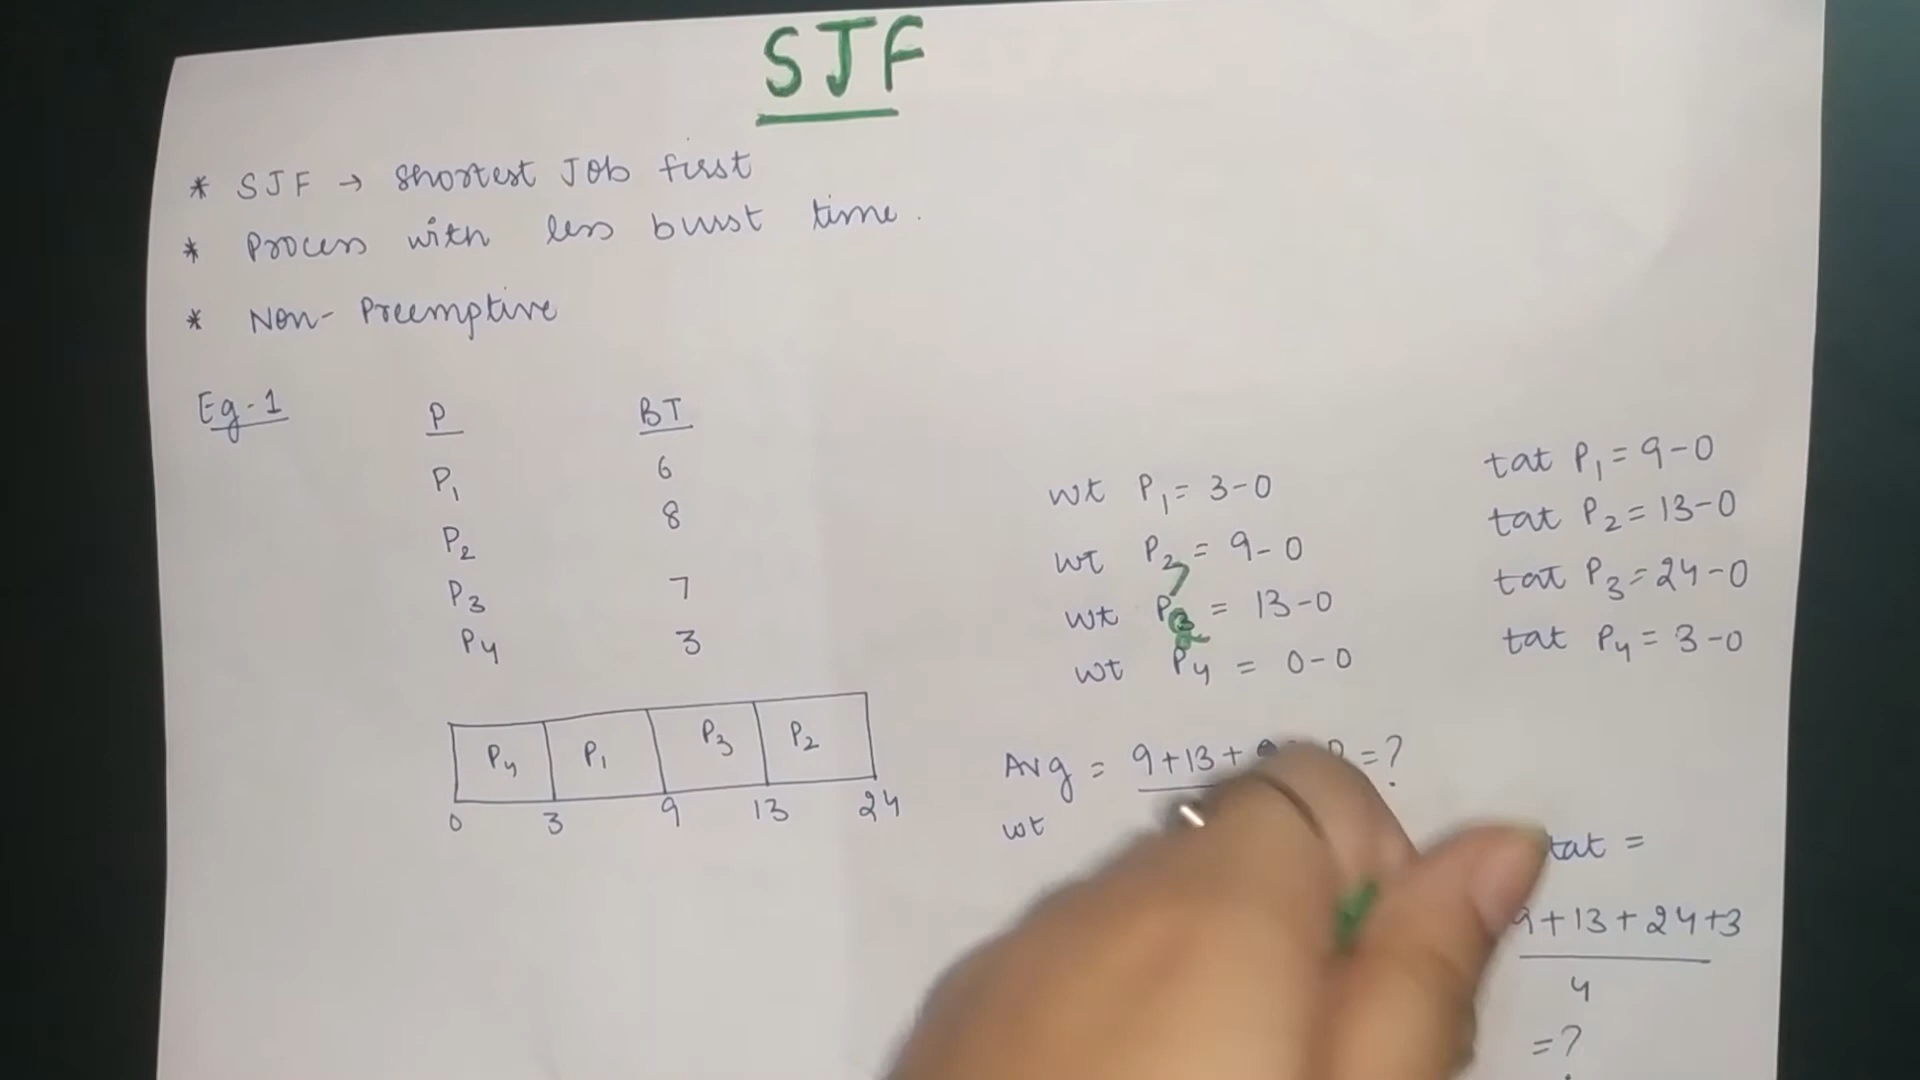 SJF
* SJF → Shortest Job first
* Process with less burst time.
* Non-Preemptive
Eg-1 P BT
P1 6
P2 8
P3 7
P4 3
P4 P1 P3 P2
0 3 9 13 24
wt P1 = 3-0
wt P2 = 9-0
wt P3 = 13-0
wt P4 = 0-0
Avg wt = 9+13+ =?
tat P1 = 9-0
tat P2 = 13-0
tat P3 = 24-0
tat P4 = 3-0
tat =
9+13+24+3
4
=?